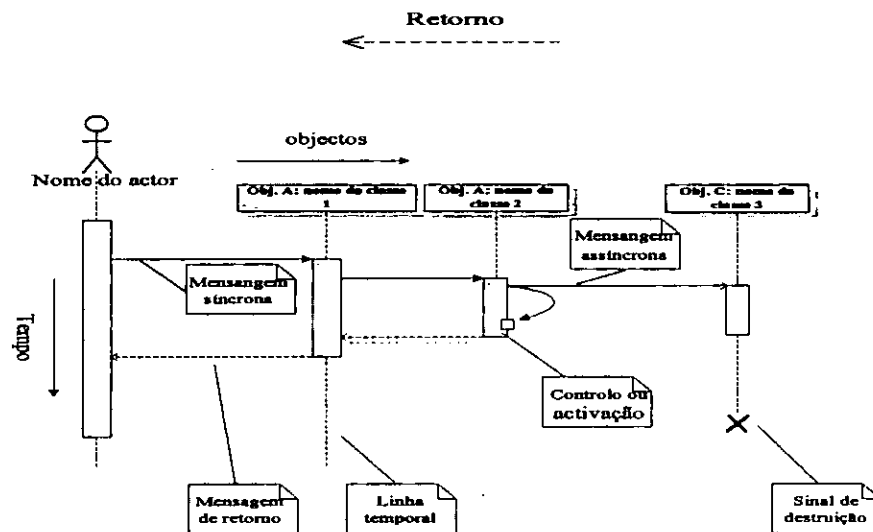 Retorno
objectos
Nome do actor
Obj. A: nome de classe
1
Obj. A: nome de
classe 2
Obj. C: nome de
classe 3
Mensangem
assíncrona
Mensangem
síncrona
Tempo
Controlo ou
activação
Mensagem
de retorno
Linha
temporal
Sinal de
destruição